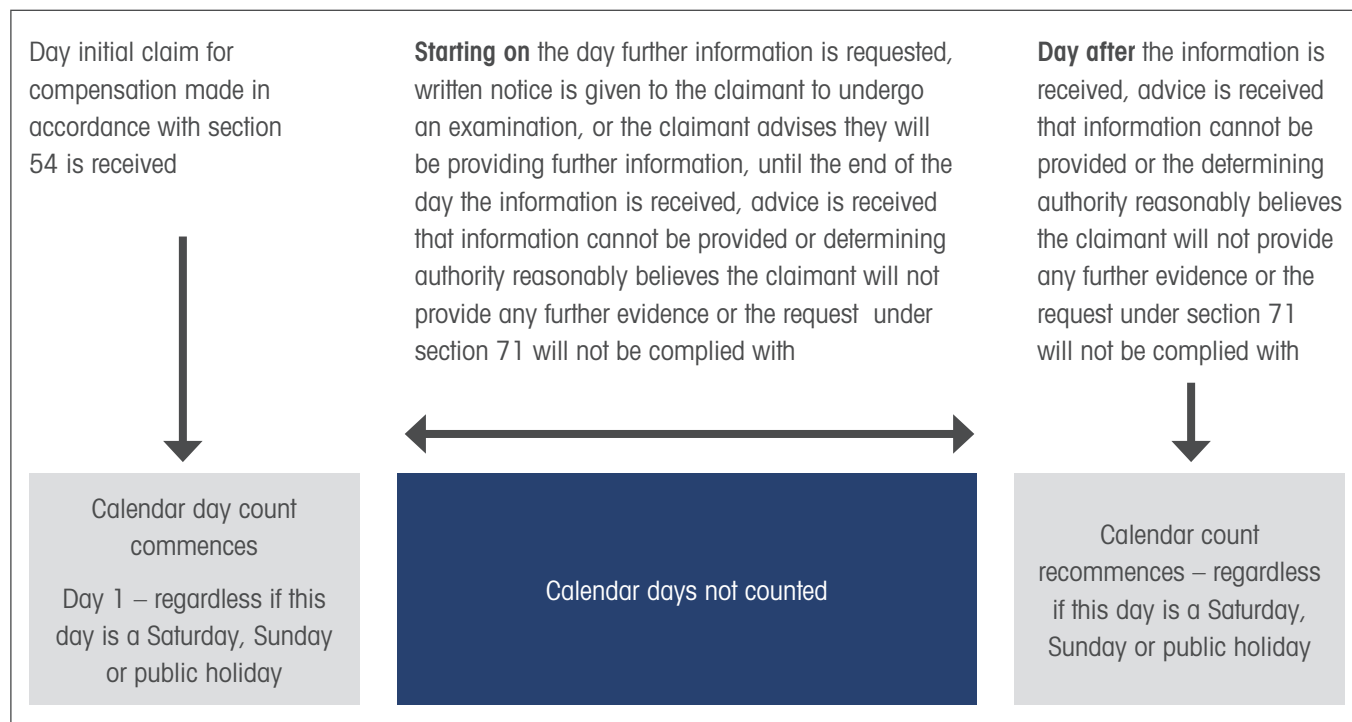 Day initial claim for
compensation made in
accordance with section
54 is received
Starting on the day further information is requested,
written notice is given to the claimant to undergo
an examination, or the claimant advises they will
be providing further information, until the end of the
day the information is received, advice is received
that information cannot be provided or determining
authority reasonably believes the claimant will not
provide any further evidence or the request under
section 71 will not be complied with
Day after the information is
received, advice is received
that information cannot be
provided or the determining
authority reasonably believes
the claimant will not provide
any further evidence or the
request under section 71
will not be complied with
Calendar day count
commences
Day 1 – regardless if this
day is a Saturday, Sunday
or public holiday
Calendar days not counted
Calendar count
recommences – regardless
if this day is a Saturday,
Sunday or public holiday